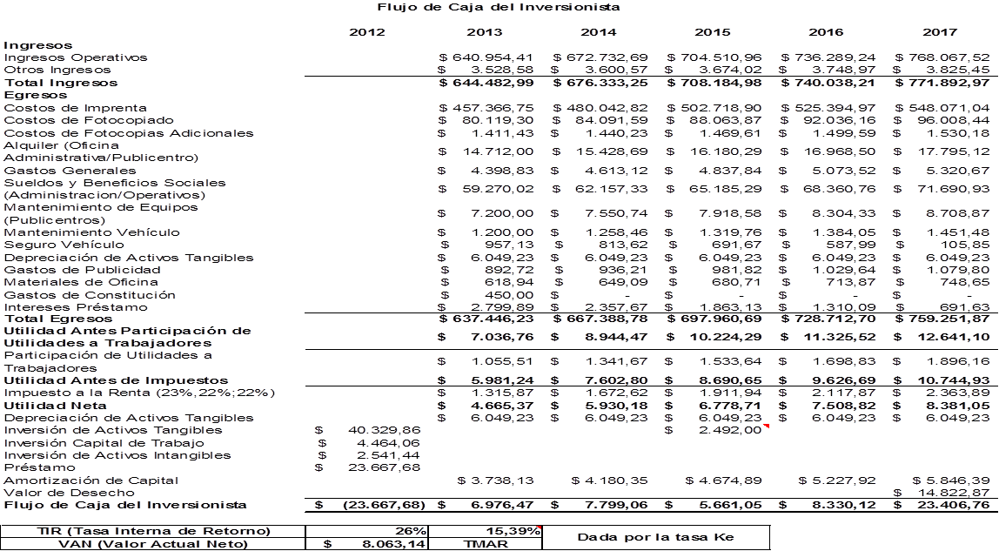 Flujo de Caja del Inversionista
2012 2013 2014 2015 2016 2017
Ingresos
Ingresos Operativos $ 640.954,41 $ 672.732,69 $ 704.510,96 $ 736.289,24 $ 768.067,52
Otros Ingresos $ 3.528,58 $ 3.600,57 $ 3.674,02 $ 3.748,97 $ 3.825,45
Total Ingresos $ 644.482,99 $ 676.333,25 $ 708.184,98 $ 740.038,21 $ 771.892,97
Egresos
Costos de Imprenta $ 457.366,75 $ 480.042,82 $ 502.718,90 $ 525.394,97 $ 548.071,04
Costos de Fotocopiado $ 80.119,30 $ 84.091,59 $ 88.063,87 $ 92.036,16 $ 96.008,44
Costos de Fotocopias Adicionales $ 1.411,43 $ 1.440,23 $ 1.469,61 $ 1.499,59 $ 1.530,18
Alquiler (Oficina
Administrativa/Publicentro) $ 14.712,00 $ 15.428,69 $ 16.180,29 $ 16.968,50 $ 17.795,12
Gastos Generales $ 4.398,83 $ 4.613,12 $ 4.837,84 $ 5.073,52 $ 5.320,67
Sueldos y Beneficios Sociales
(Administracion/Operativos) $ 59.270,02 $ 62.157,33 $ 65.185,29 $ 68.360,76 $ 71.690,93
Mantenimiento de Equipos
(Publicentros) $ 7.200,00 $ 7.550,74 $ 7.918,58 $ 8.304,33 $ 8.708,87
Mantenimiento Vehículo $ 1.200,00 $ 1.258,46 $ 1.319,76 $ 1.384,05 $ 1.451,48
Seguro Vehículo $ 957,13 $ 813,62 $ 691,67 $ 587,99 $ 105,85
Depreciación de Activos Tangibles $ 6.049,23 $ 6.049,23 $ 6.049,23 $ 6.049,23 $ 6.049,23
Gastos de Publicidad $ 892,72 $ 936,21 $ 981,82 $ 1.029,64 $ 1.079,80
Materiales de Oficina $ 618,94 $ 649,09 $ 680,71 $ 713,87 $ 748,65
Gastos de Constitución $ 450,00 $ - $ - $ - $ -
Intereses Préstamo $ 2.799,89 $ 2.357,67 $ 1.863,13 $ 1.310,09 $ 691,63
Total Egresos $ 637.446,23 $ 667.388,78 $ 697.960,69 $ 728.712,70 $ 759.251,87
Utilidad Antes Participación de
Utilidades a Trabajadores $ 7.036,76 $ 8.944,47 $ 10.224,29 $ 11.325,52 $ 12.641,10
Participación de Utilidades a
Trabajadores $ 1.055,51 $ 1.341,67 $ 1.533,64 $ 1.698,83 $ 1.896,16
Utilidad Antes de Impuestos $ 5.981,24 $ 7.602,80 $ 8.690,65 $ 9.626,69 $ 10.744,93
Impuesto a la Renta (23%,22%;22%) $ 1.315,87 $ 1.672,62 $ 1.911,94 $ 2.117,87 $ 2.363,89
Utilidad Neta $ 4.665,37 $ 5.930,18 $ 6.778,71 $ 7.508,82 $ 8.381,05
Depreciación de Activos Tangibles $ 6.049,23 $ 6.049,23 $ 6.049,23 $ 6.049,23 $ 6.049,23
Inversión de Activos Tangibles $ 40.329,86 $ 2.492,00
Inversión Capital de Trabajo $ 4.464,06
Inversión de Activos Intangibles $ 2.541,44
Préstamo $ 23.667,68
Amortización de Capital $ 3.738,13 $ 4.180,35 $ 4.674,89 $ 5.227,92 $ 5.846,39
Valor de Desecho $ 14.822,87
Flujo de Caja del Inversionista $ (23.667,68) $ 6.976,47 $ 7.799,06 $ 5.661,05 $ 8.330,12 $ 23.406,76
TIR (Tasa Interna de Retorno) 26% 15,39% Dada por la tasa Ke
VAN (Valor Actual Neto) $ 8.063,14 TMAR